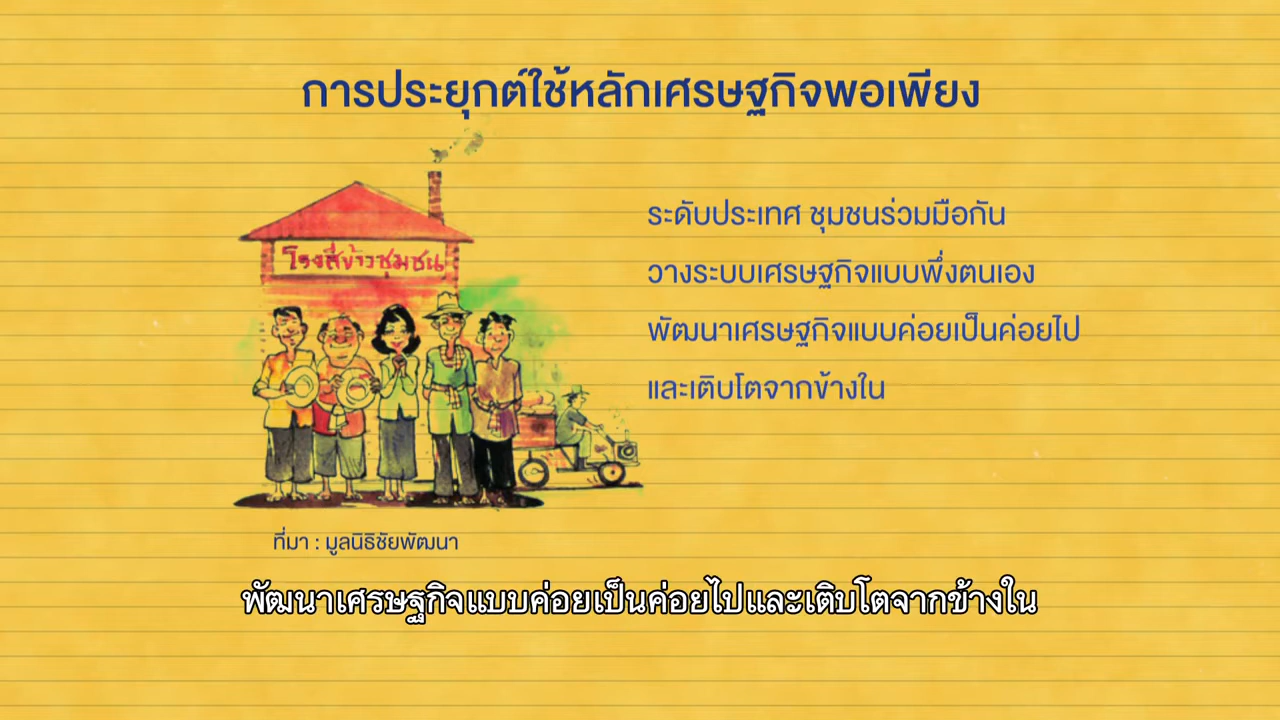 การประยุกต์ใช้หลักเศรษฐกิจพอเพียง
โรงสีข้าวชุมชน
ระดับประเทศ ชุมชนร่วมมือกัน
วางระบบเศรษฐกิจแบบพึ่งตนเอง
พัฒนาเศรษฐกิจแบบค่อยเป็นค่อยไป
และเติบโตจากข้างใน
ที่มา : มูลนิธิชัยพัฒนา
พัฒนาเศรษฐกิจแบบค่อยเป็นค่อยไปและเติบโตจากข้างใน